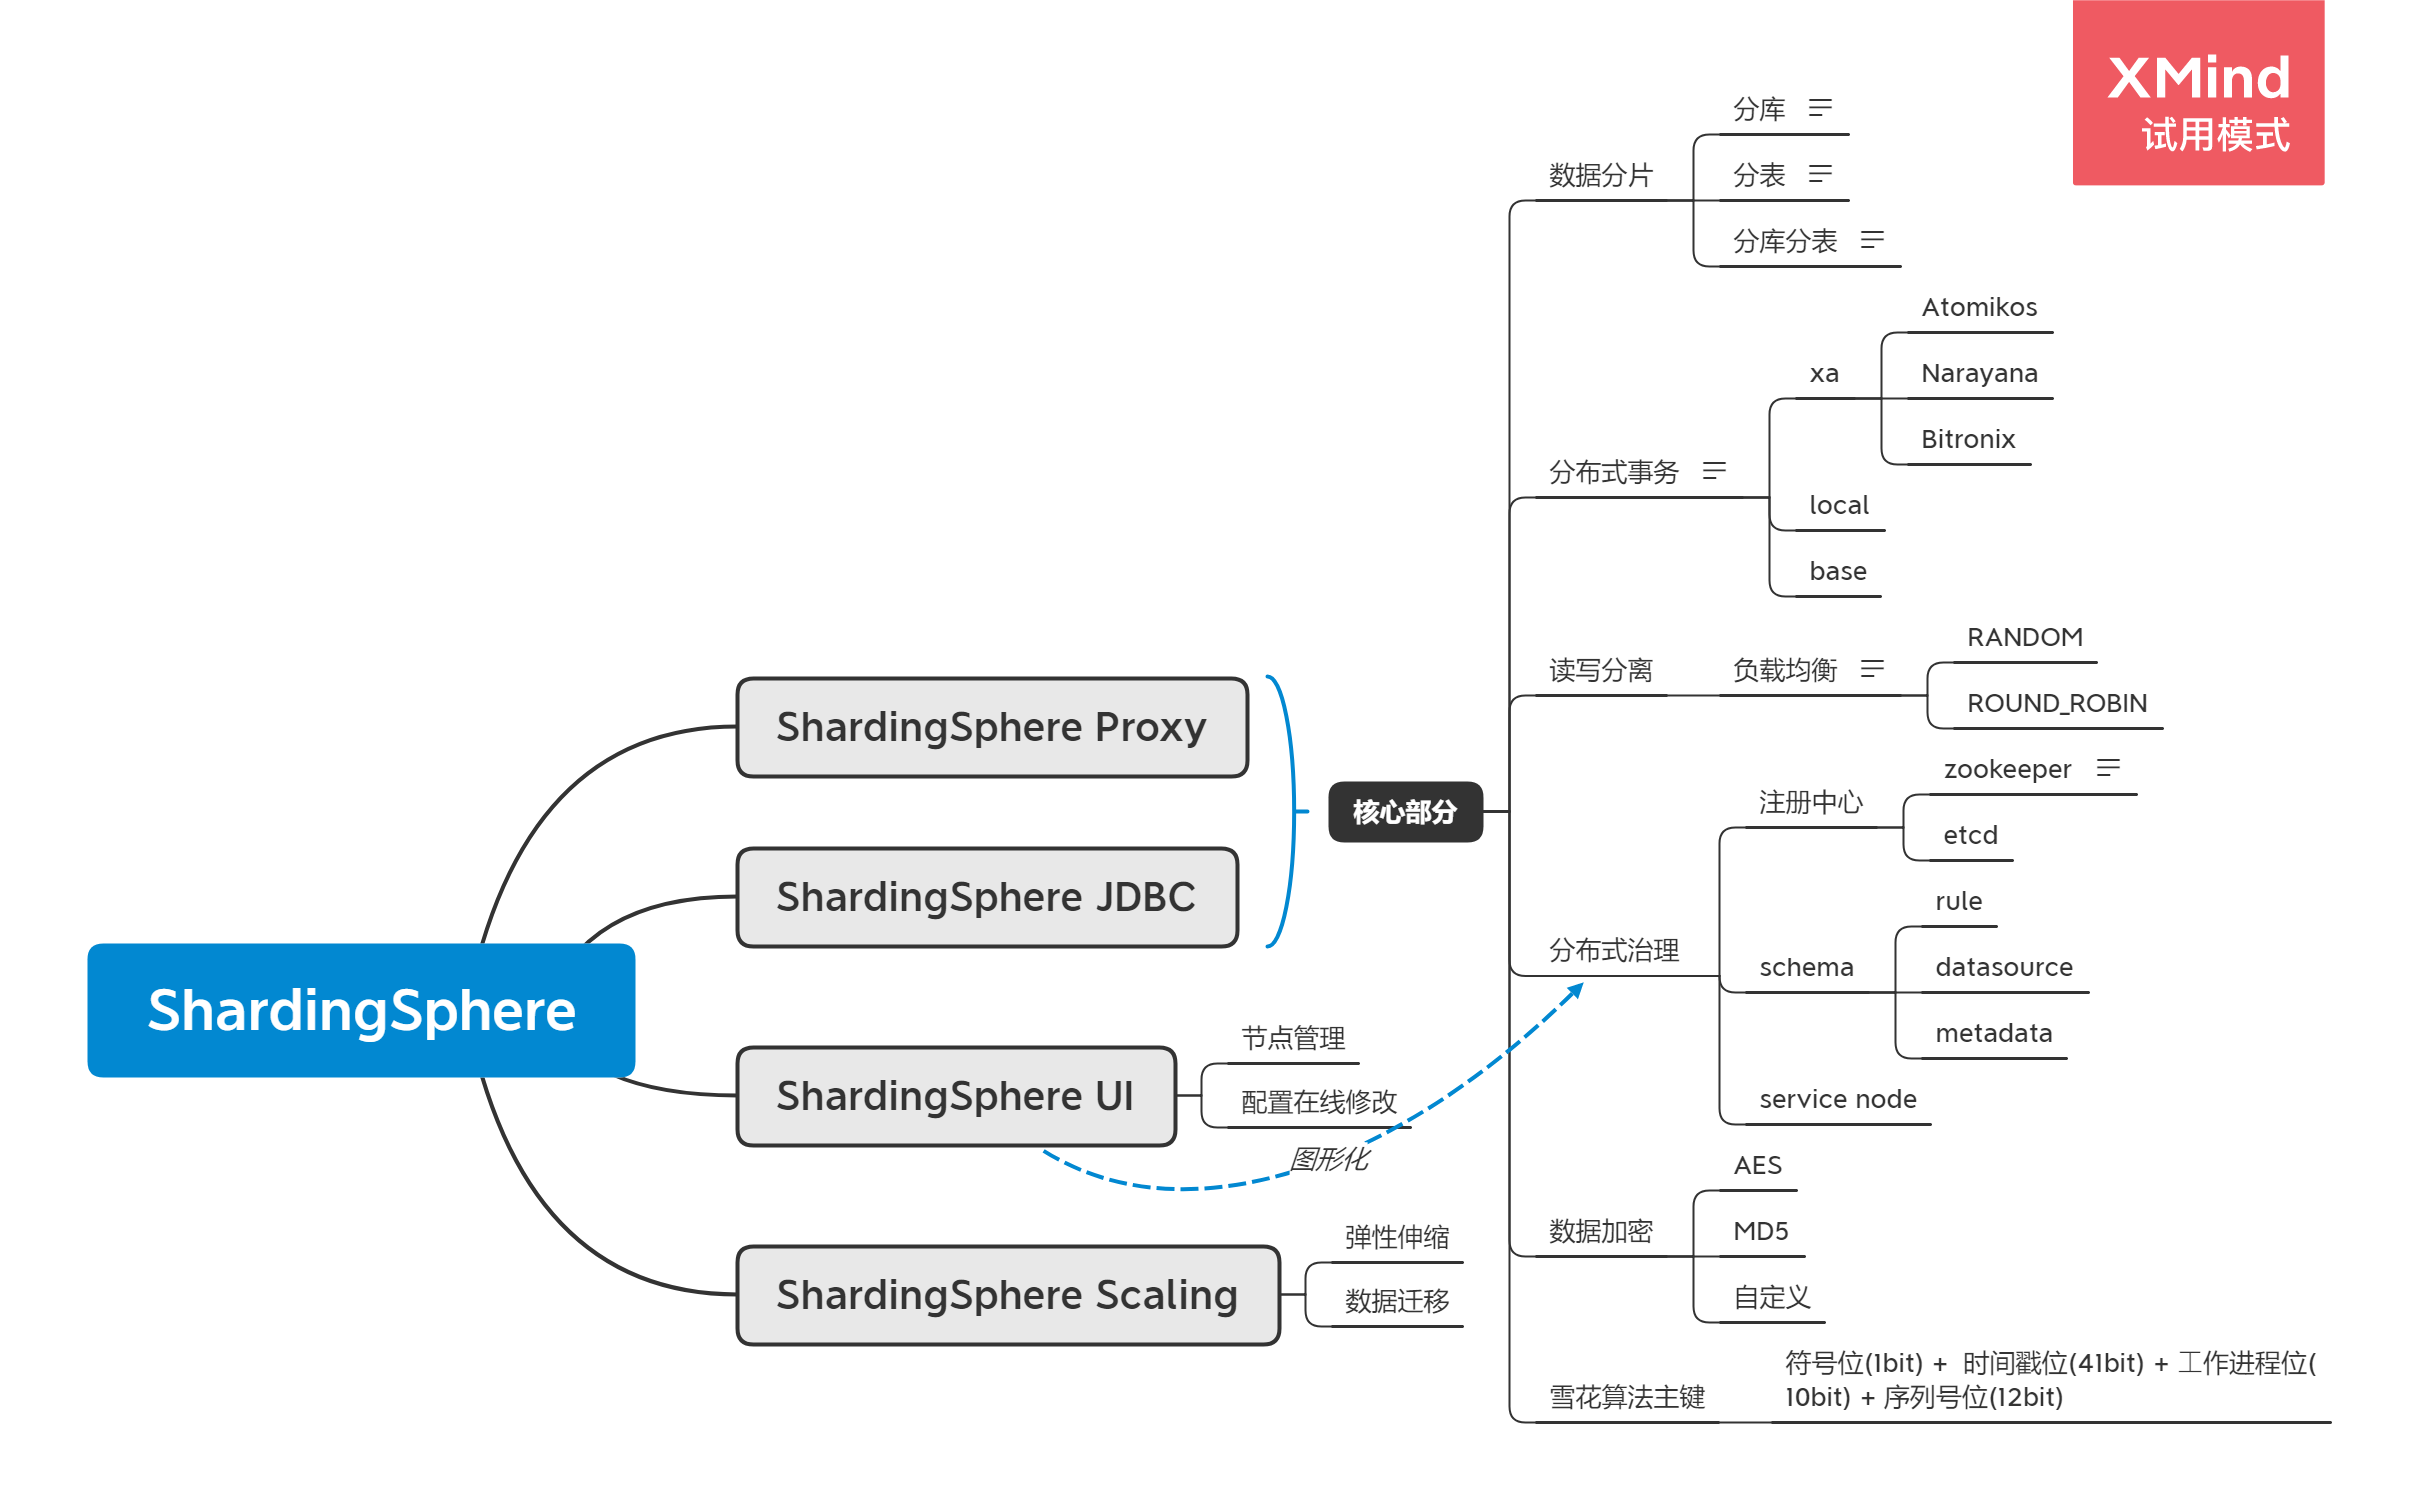 XMind
试用模式
ShardingSphere
ShardingSphere Proxy
ShardingSphere JDBC
核心部分
数据分片
分库
分表
分库分表
分布式事务
xa
Atomikos
Narayana
Bitronix
local
base
读写分离
负载均衡
RANDOM
ROUND_ROBIN
分布式治理
注册中心
zookeeper
etcd
schema
rule
datasource
metadata
service node
数据加密
AES
MD5
自定义
雪花算法主键
符号位(1bit) + 时间戳位(41bit) + 工作进程位(
10bit) + 序列号位(12bit)
ShardingSphere UI
节点管理
配置在线修改
图形化
ShardingSphere Scaling
弹性伸缩
数据迁移